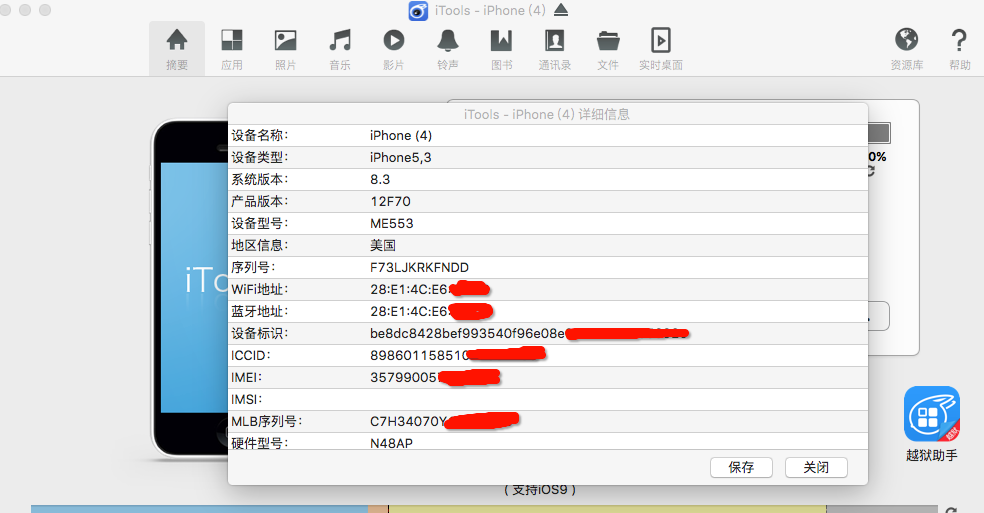 iTools - iPhone (4)
摘要 应用 照片 音乐 影片 铃声 图书 通讯录 文件 实时桌面 资源库 帮助
iTools - iPhone (4) 详细信息
设备名称: iPhone (4)
设备类型: iPhone5,3
0%
系统版本: 8.3
产品版本: 12F70
设备型号: ME553
地区信息: 美国
序列号: F73LJKRKFNDD
iTo
WiFi地址: 28:E1:4C:E6:
蓝牙地址: 28:E1:4C:E6:
设备标识: be8dc8428bef993540f96e08e
ICCID: 898601158510
IMEI: 35799005
IMSI:
MLB序列号: C7H34070Y
硬件型号: N48AP
越狱
越狱助手
保存 关闭
( 支持iOS9 )